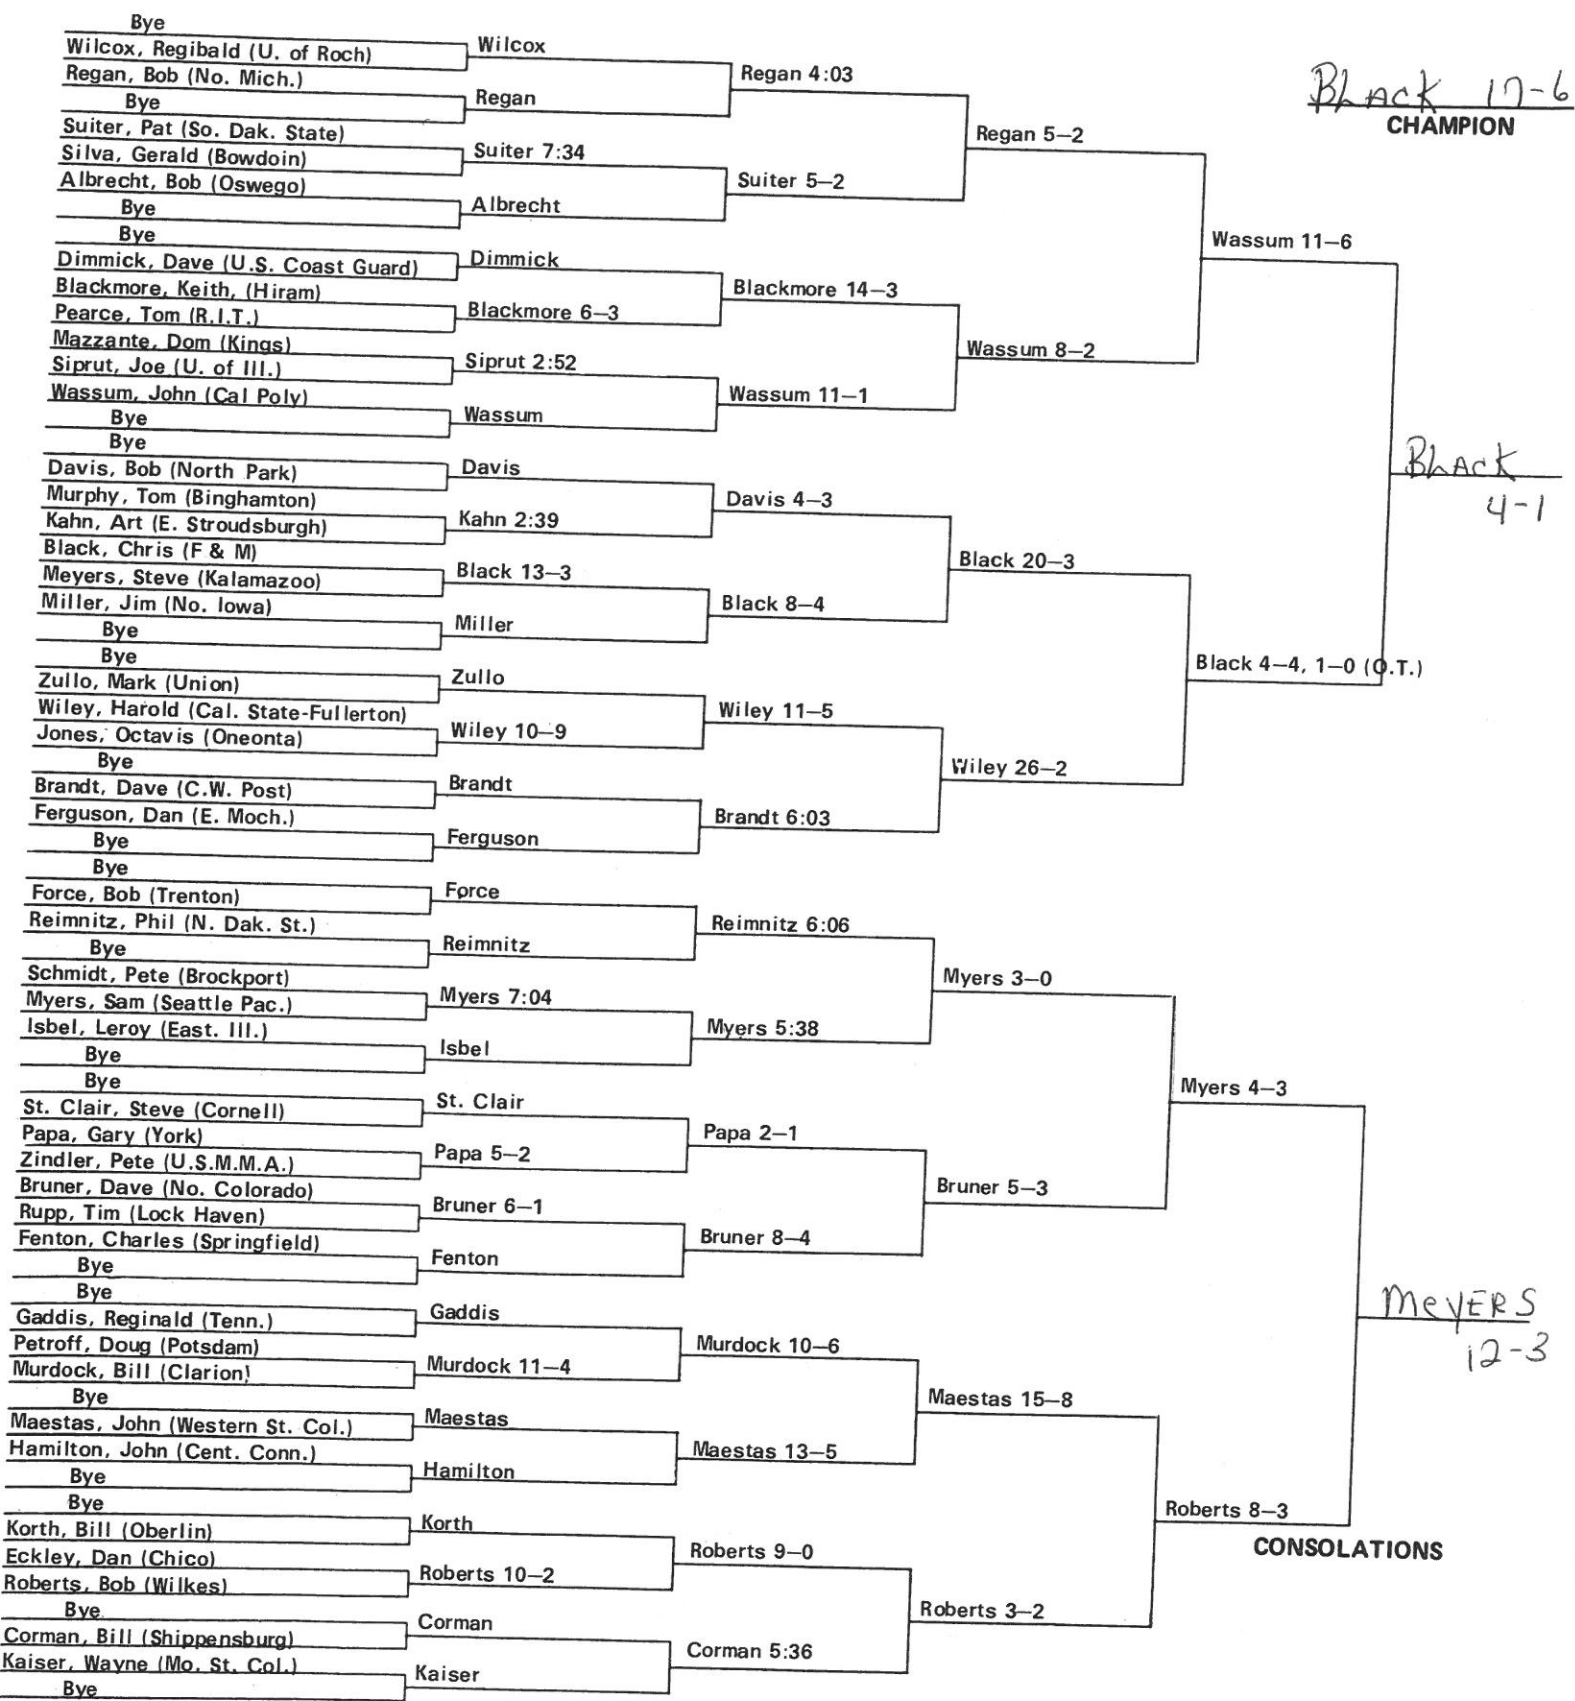 Bye
Wilcox, Regibald (U. of Roch)
Regan, Bob (No. Mich.)
Bye
Suiter, Pat (So. Dak. State)
Silva, Gerald (Bowdoin)
Albrecht, Bob (Oswego)
Bye
Bye
Dimmick, Dave (U.S. Coast Guard)
Blackmore, Keith, (Hiram)
Pearce, Tom (R.I.T.)
Mazzante, Dom (Kings)
Siprut, Joe (U. of Ill.)
Wassum, John (Cal Poly)
Bye
Bye
Davis, Bob (North Park)
Murphy, Tom (Binghamton)
Kahn, Art (E. Stroudsburgh)
Black, Chris (F & M)
Meyers, Steve (Kalamazoo)
Miller, Jim (No. Iowa)
Bye
Bye
Zullo, Mark (Union)
Wiley, Harold (Cal. State-Fullerton)
Jones, Octavis (Oneonta)
Bye
Brandt, Dave (C.W. Post)
Ferguson, Dan (E. Moch.)
Bye
Bye
Force, Bob (Trenton)
Reimnitz, Phil (N. Dak. St.)
Bye
Schmidt, Pete (Brockport)
Myers, Sam (Seattle Pac.)
Isbel, Leroy (East. Ill.)
Bye
Bye
St. Clair, Steve (Cornell)
Papa, Gary (York)
Zindler, Pete (U.S.M.M.A.)
Bruner, Dave (No. Colorado)
Rupp, Tim (Lock Haven)
Fenton, Charles (Springfield)
Bye
Bye
Gaddis, Reginald (Tenn.)
Petroff, Doug (Potsdam)
Murdock, Bill (Clarion)
Bye
Maestas, John (Western St. Col.)
Hamilton, John (Cent. Conn.)
Bye
Bye
Korth, Bill (Oberlin)
Eckley, Dan (Chico)
Roberts, Bob (Wilkes)
Bye
Corman, Bill (Shippensburg)
Kaiser, Wayne (Mo. St. Col.)
Bye
Wilcox
Regan
Suiter 7:34
Albrecht
Dimmick
Blackmore 6–3
Siprut 2:52
Wassum
Davis
Kahn 2:39
Black 13–3
Miller
Zullo
Wiley 10–9
Brandt
Ferguson
Force
Reimnitz
Myers 7:04
Isbel
St. Clair
Papa 5–2
Bruner 6–1
Fenton
Gaddis
Murdock 11–4
Maestas
Hamilton
Korth
Roberts 10–2
Corman
Kaiser
Regan 4:03
Suiter 5–2
Blackmore 14–3
Wassum 11–1
Davis 4–3
Black 8–4
Wiley 11–5
Brandt 6:03
Reimnitz 6:06
Myers 5:38
Papa 2–1
Bruner 8–4
Murdock 10–6
Maestas 13–5
Roberts 9–0
Corman 5:36
Regan 5–2
Wassum 8–2
Black 20–3
Wiley 26–2
Myers 3–0
Bruner 5–3
Maestas 15–8
Roberts 3–2
Wassum 11–6
Black 4–4, 1–0 (O.T.)
Myers 4–3
Roberts 8–3
Black
4-1
Meyers
12-3
Black 17-6
CHAMPION
CONSOLATIONS